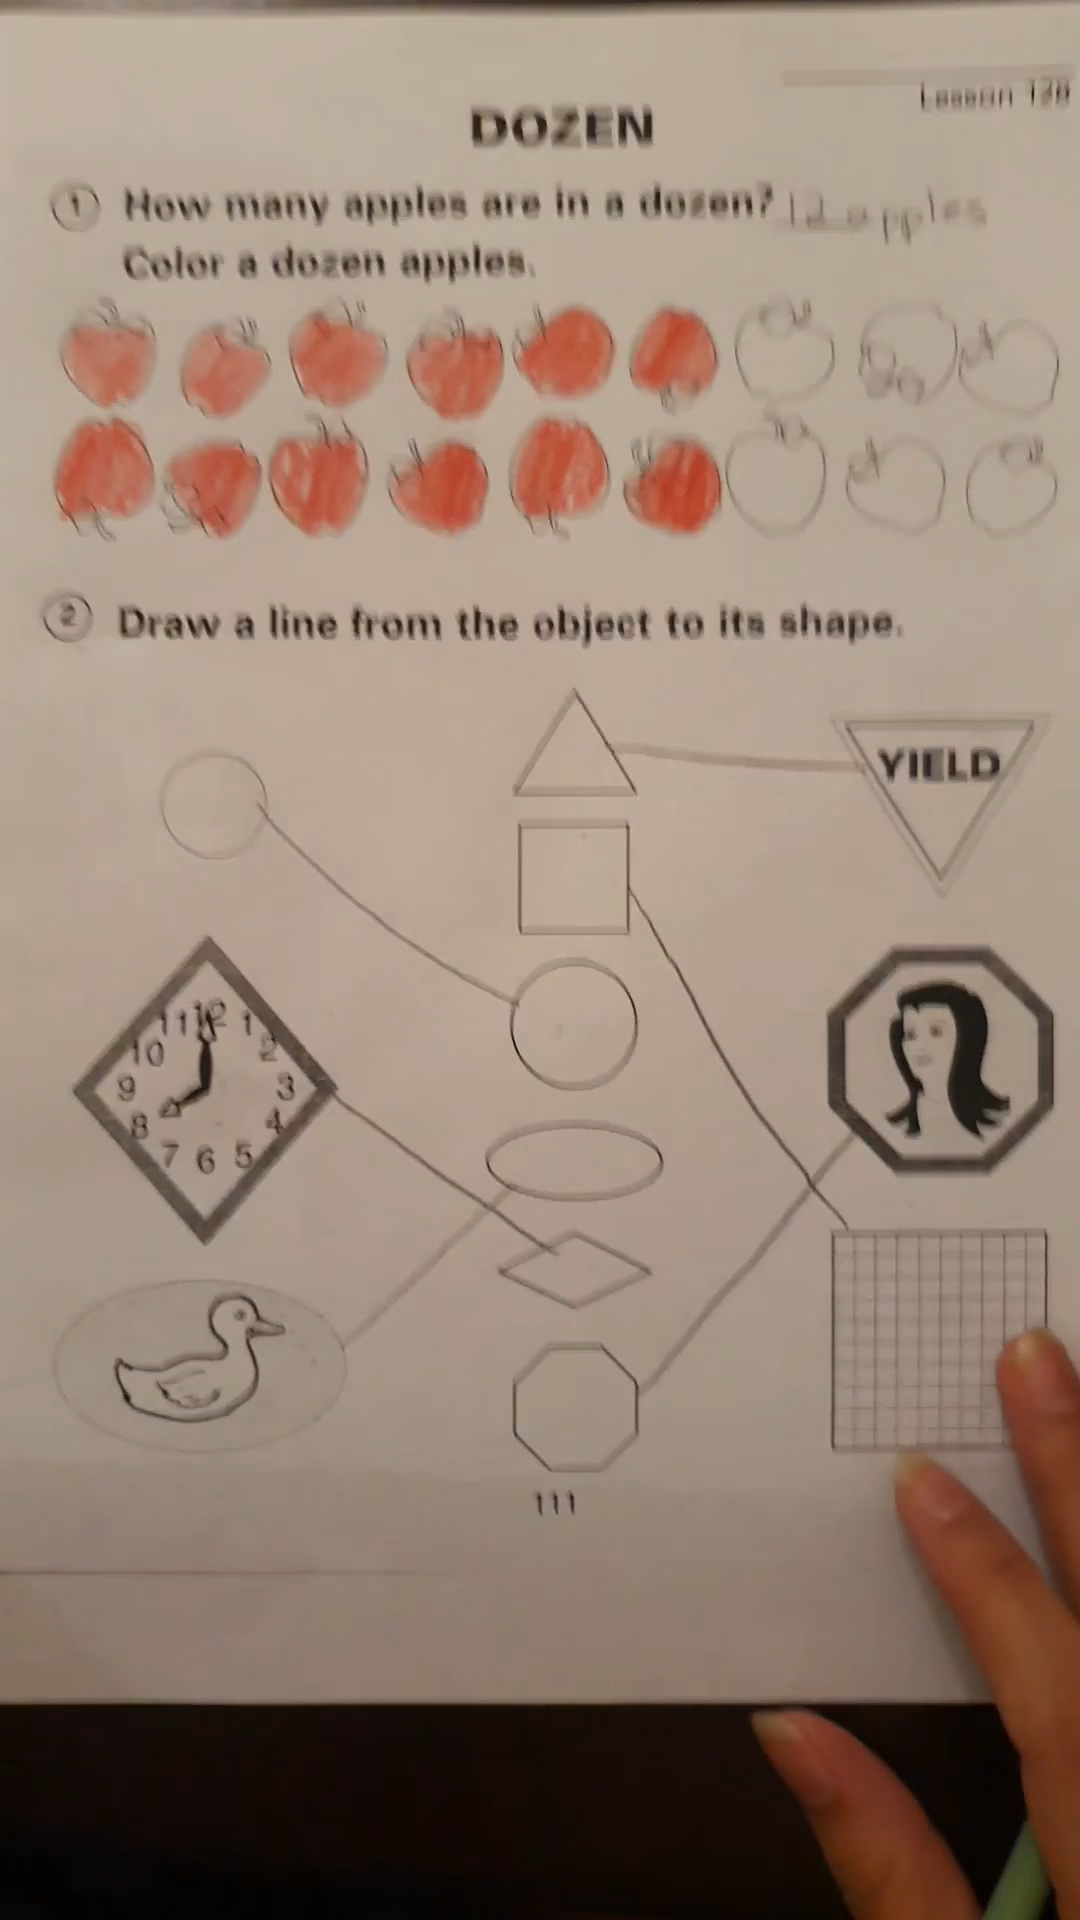 Lesson 138
DOZEN
1 How many apples are in a dozen? 12 apples
Color a dozen apples.
2 Draw a line from the object to its shape.
YIELD
11 12 1
10 2
9 3
8 4
7 6 5
111